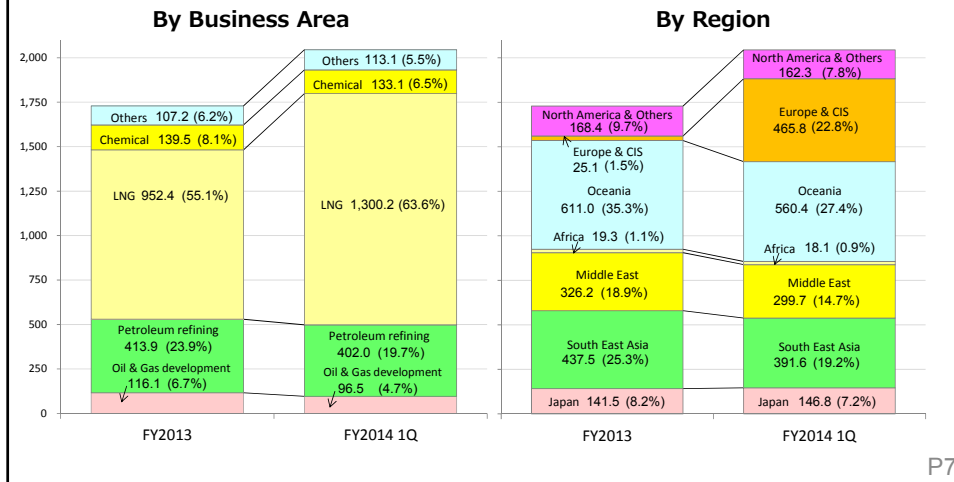 By Business Area
2,000
1,750
1,500
1,250
1,000
750
500
250
0
Others 107.2 (6.2%)
Chemical 139.5 (8.1%)
LNG 952.4 (55.1%)
Petroleum refining
413.9 (23.9%)
Oil & Gas development
116.1 (6.7%)
FY2013
Others 113.1 (5.5%)
Chemical 133.1 (6.5%)
LNG 1,300.2 (63.6%)
Petroleum refining
402.0 (19.7%)
Oil & Gas development
96.5 (4.7%)
FY2014 1Q
By Region
North America & Others
168.4 (9.7%)
Europe & CIS
25.1 (1.5%)
Oceania
611.0 (35.3%)
Africa 19.3 (1.1%)
Middle East
326.2 (18.9%)
South East Asia
437.5 (25.3%)
Japan 141.5 (8.2%)
FY2013
North America & Others
162.3 (7.8%)
Europe & CIS
465.8 (22.8%)
Oceania
560.4 (27.4%)
Africa 18.1 (0.9%)
Middle East
299.7 (14.7%)
South East Asia
391.6 (19.2%)
Japan 146.8 (7.2%)
FY2014 1Q
P7